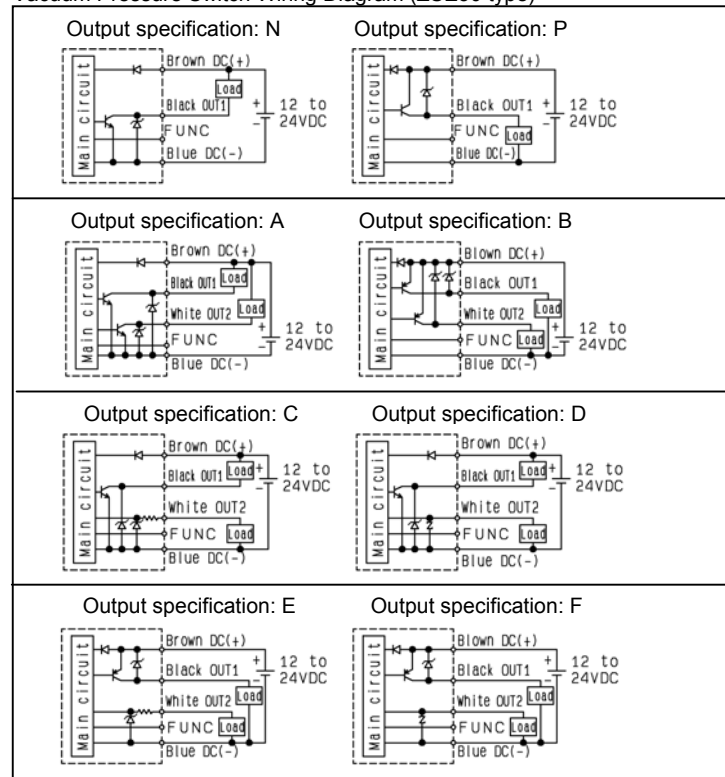 Output specification: N
Output specification: P
Main circuit
Brown DC(+)
Load
Black OUT1
FUNC
Blue DC(-)
+
-
12 to
24VDC
Main circuit
Brown DC(+)
Black OUT1
FUNC
Load
Blue DC(-)
+
-
12 to
24VDC
Output specification: A
Output specification: B
Main circuit
Brown DC(+)
Black OUT1
Load
White OUT2
Load
FUNC
Blue DC(-)
+
-
12 to
24VDC
Main circuit
Blown DC(+)
Black OUT1
Load
White OUT2
FUNC
Load
Blue DC(-)
+
-
12 to
24VDC
Output specification: C
Output specification: D
Main circuit
Brown DC(+)
Black OUT1
Load
White OUT2
FUNC
Load
Blue DC(-)
+
-
12 to
24VDC
Main circuit
Brown DC(+)
Black OUT1
Load
White OUT2
FUNC
Load
Blue DC(-)
+
-
12 to
24VDC
Output specification: E
Output specification: F
Main circuit
Brown DC(+)
Black OUT1
White OUT2
Load
FUNC
Load
Blue DC(-)
+
-
12 to
24VDC
Main circuit
Blown DC(+)
Black OUT1
White OUT2
Load
FUNC
Load
Blue DC(-)
+
-
12 to
24VDC